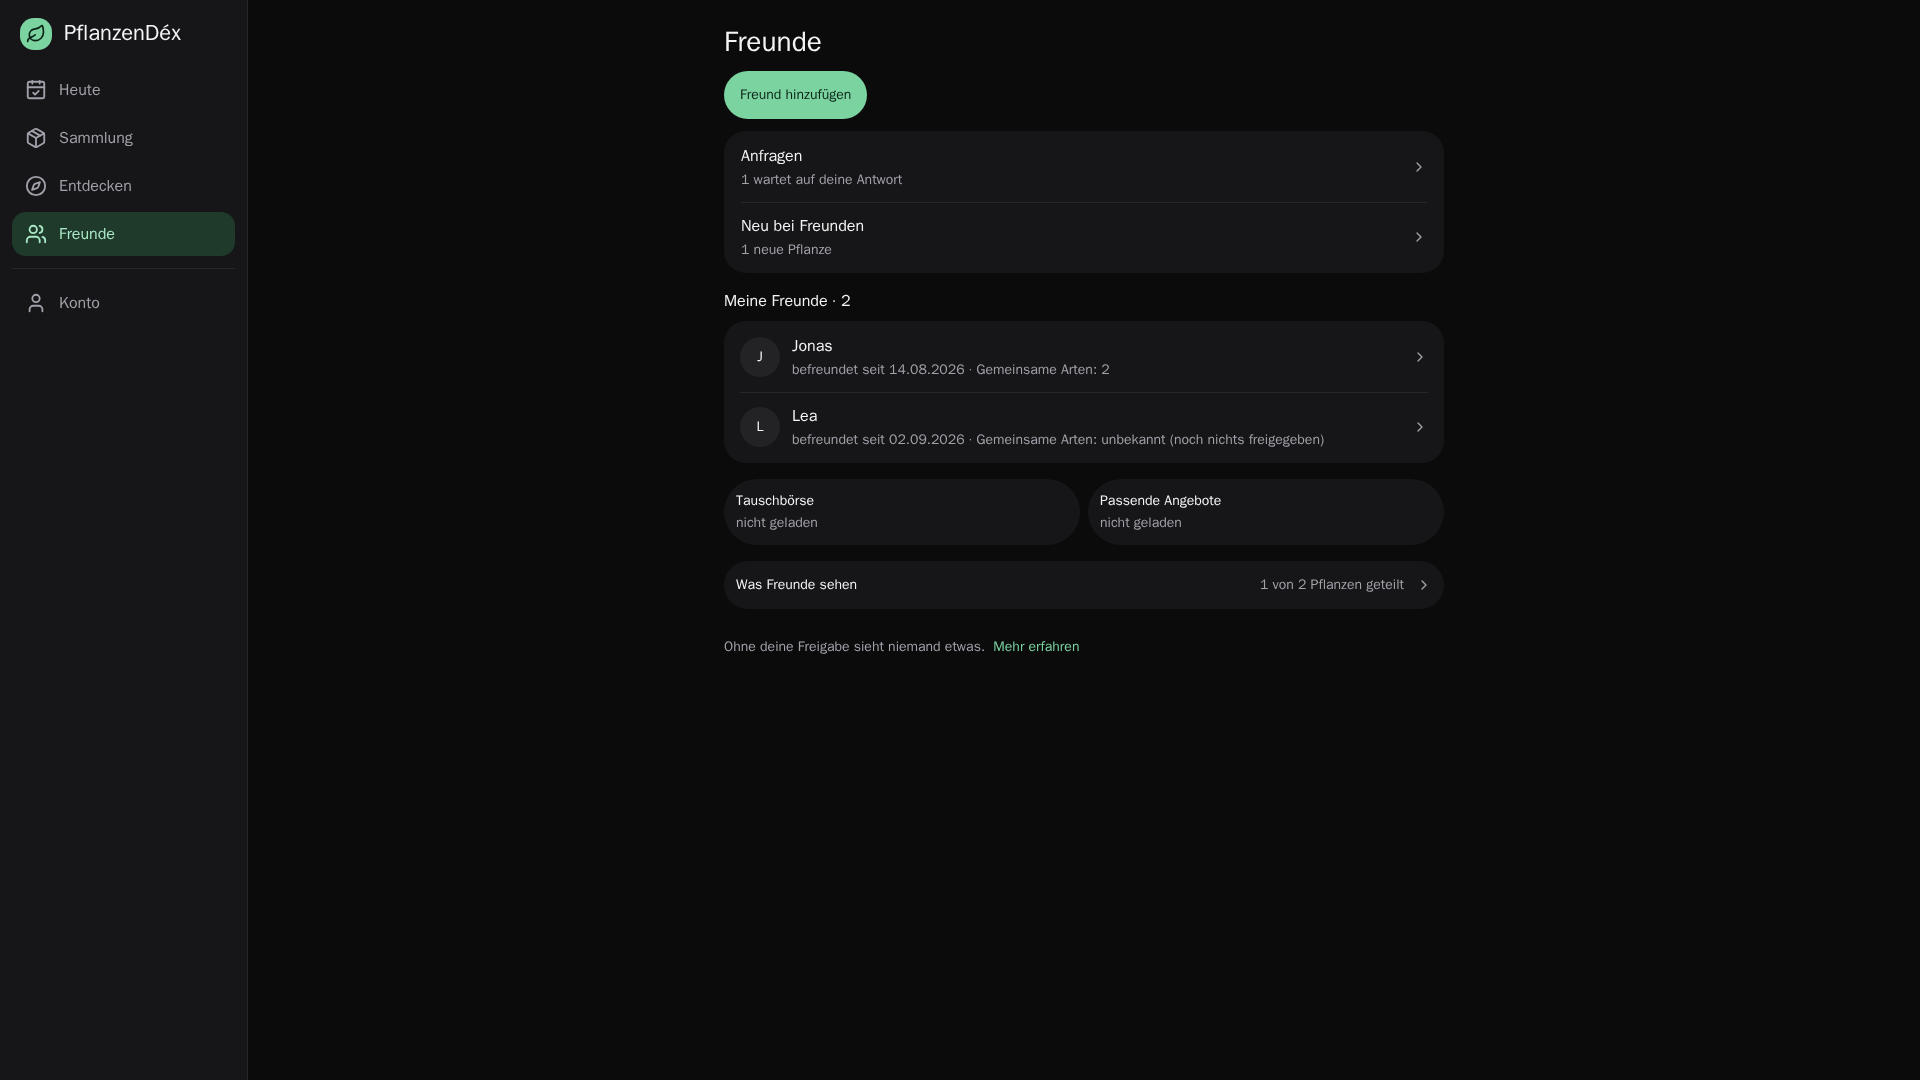 PflanzenDéx
Heute
Sammlung
Entdecken
Freunde
Konto
Freunde
Freund hinzufügen
Anfragen
1 wartet auf deine Antwort
Neu bei Freunden
1 neue Pflanze
Meine Freunde · 2
J
Jonas
befreundet seit 14.08.2026 · Gemeinsame Arten: 2
L
Lea
befreundet seit 02.09.2026 · Gemeinsame Arten: unbekannt (noch nichts freigegeben)
Tauschbörse
nicht geladen
Passende Angebote
nicht geladen
Was Freunde sehen
1 von 2 Pflanzen geteilt
Ohne deine Freigabe sieht niemand etwas. Mehr erfahren